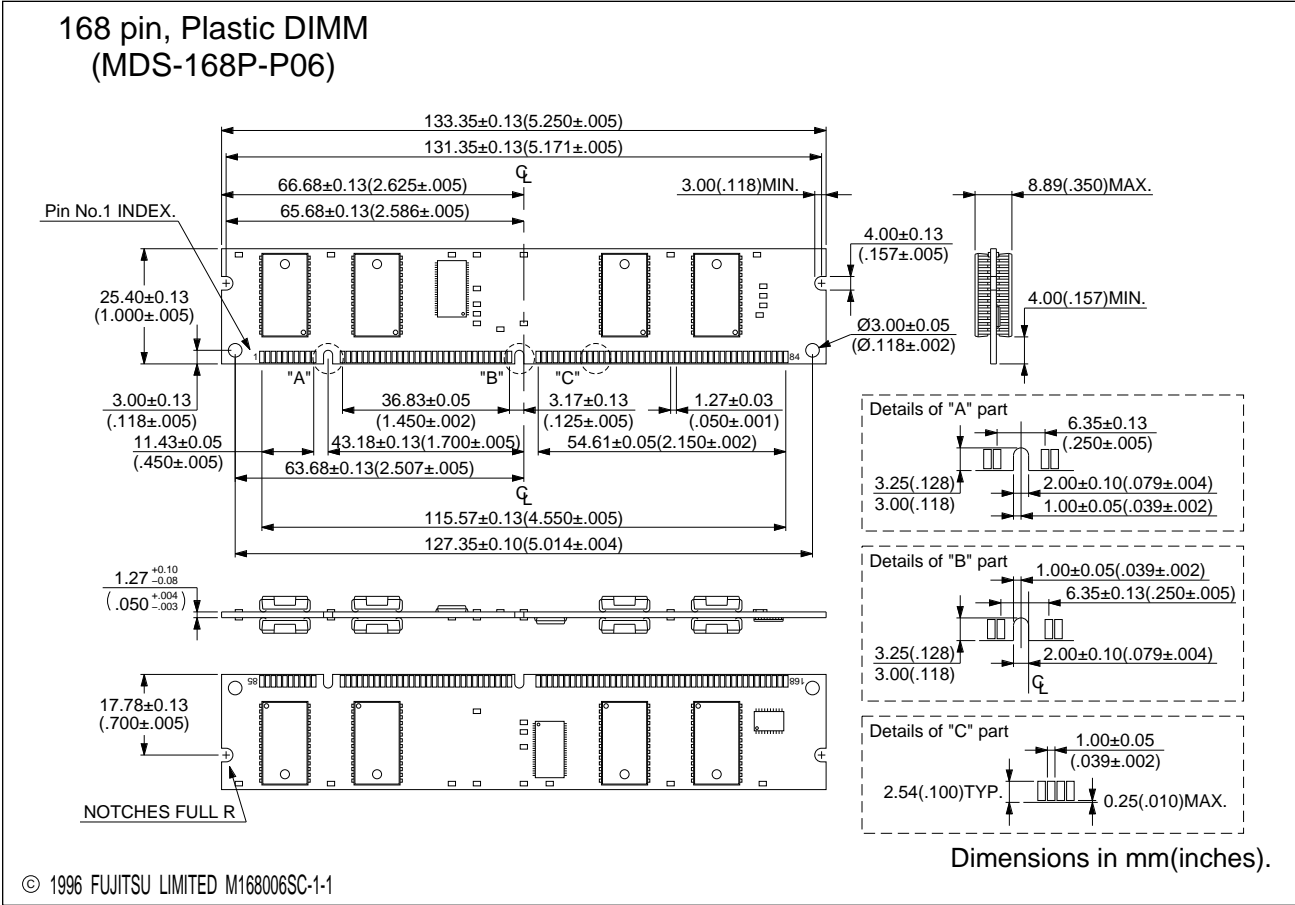 168 pin, Plastic DIMM
(MDS-168P-P06)
133.35±0.13(5.250±.005)
131.35±0.13(5.171±.005)
℄
66.68±0.13(2.625±.005)
3.00(.118)MIN.
8.89(.350)MAX.
65.68±0.13(2.586±.005)
Pin No.1 INDEX.
4.00±0.13
(.157±.005)
25.40±0.13
(1.000±.005)
4.00(.157)MIN.
Ø3.00±0.05
(Ø.118±.002)
1
84
"A"
"B"
"C"
3.00±0.13
(.118±.005)
36.83±0.05
(1.450±.002)
3.17±0.13
(.125±.005)
1.27±0.03
(.050±.001)
11.43±0.05
(.450±.005)
43.18±0.13(1.700±.005)
54.61±0.05(2.150±.002)
63.68±0.13(2.507±.005)
℄
115.57±0.13(4.550±.005)
127.35±0.10(5.014±.004)
Details of "A" part
6.35±0.13
(.250±.005)
3.25(.128)
3.00(.118)
2.00±0.10(.079±.004)
1.00±0.05(.039±.002)
Details of "B" part
1.00±0.05(.039±.002)
6.35±0.13(.250±.005)
3.25(.128)
3.00(.118)
2.00±0.10(.079±.004)
℄
1.27 +0.10 –0.08
(.050 +.004 –.003)
85
168
17.78±0.13
(.700±.005)
NOTCHES FULL R
Details of "C" part
1.00±0.05
(.039±.002)
2.54(.100)TYP.
0.25(.010)MAX.
Dimensions in mm(inches).
© 1996 FUJITSU LIMITED M168006SC-1-1